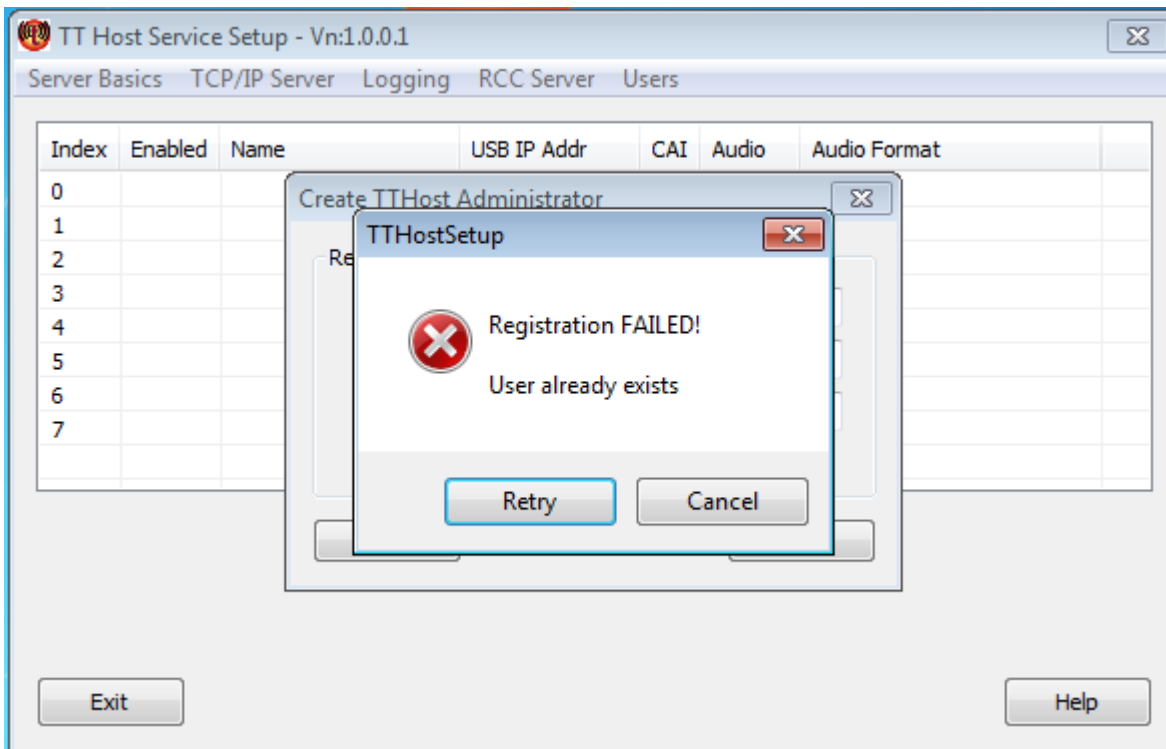 TT Host Service Setup - Vn:1.0.0.1
Server Basics TCP/IP Server Logging RCC Server Users
Index Enabled Name USB IP Addr CAI Audio Audio Format
0
1
2
3
4
5
6
7
Create TTHost Administrator
Re
TTHostSetup
Registration FAILED!
User already exists
Retry Cancel
Exit Help